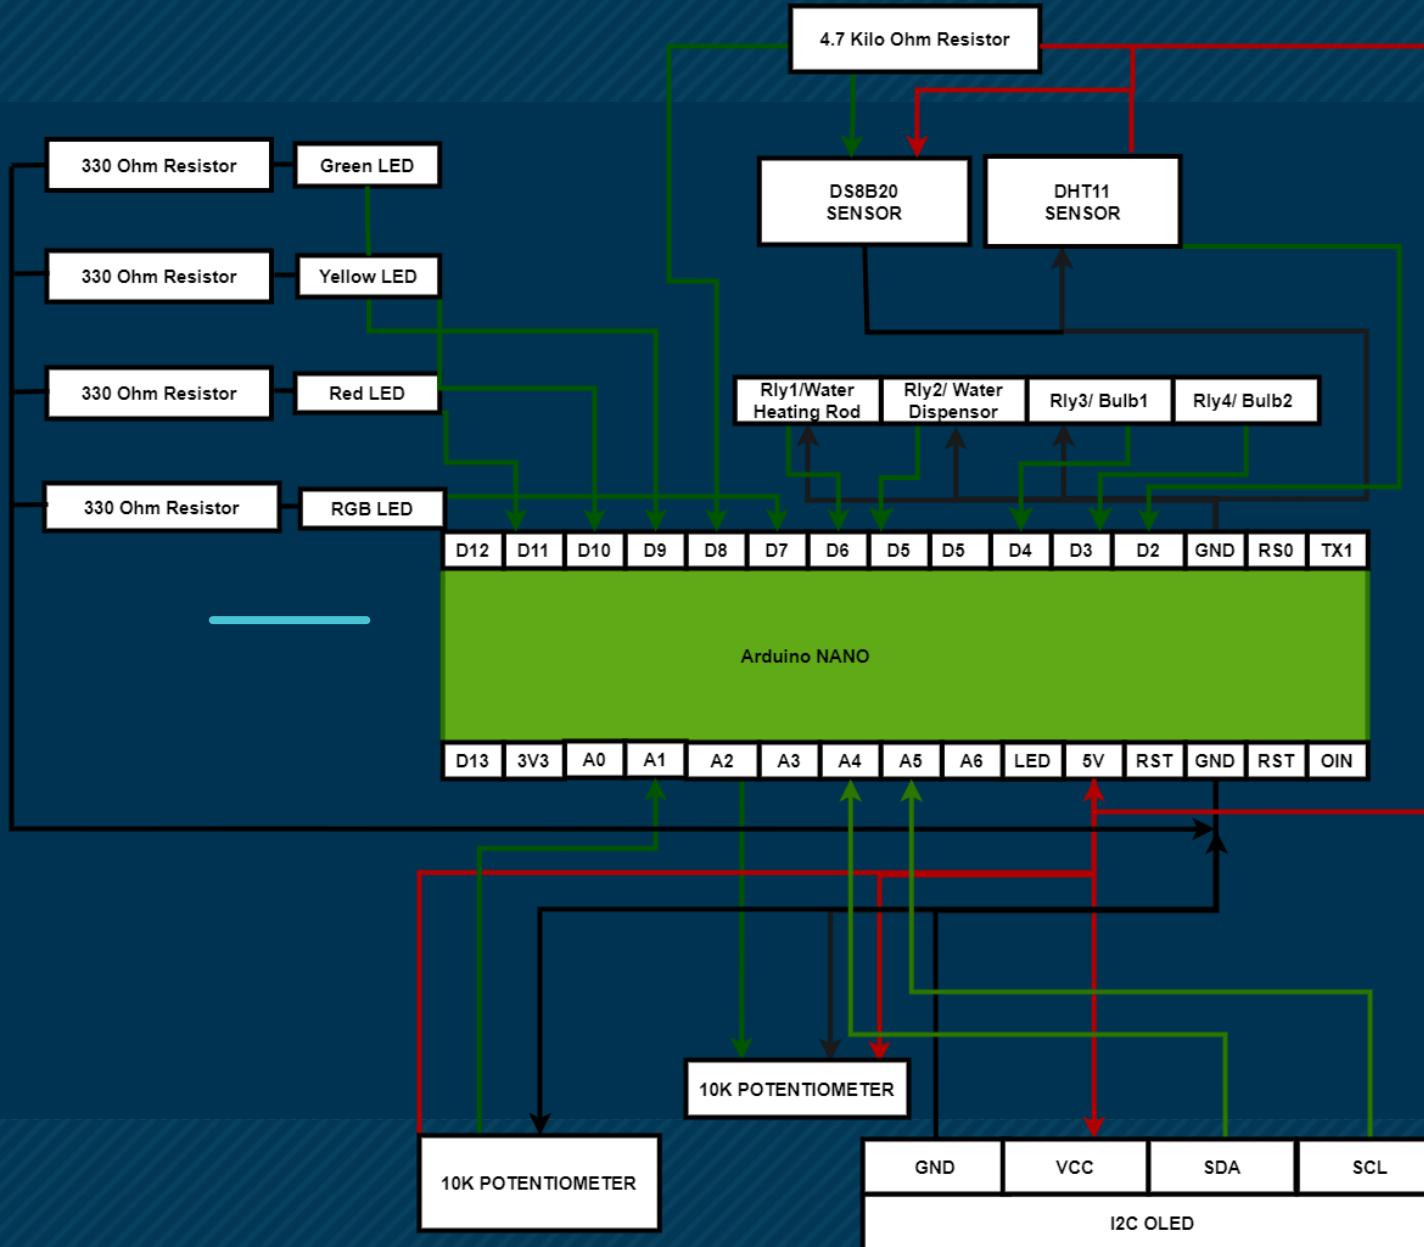 4.7 Kilo Ohm Resistor
330 Ohm Resistor
Green LED
DS8B20
SENSOR
DHT11
SENSOR
330 Ohm Resistor
Yellow LED
330 Ohm Resistor
Red LED
Rly1/Water
Heating Rod
Rly2/ Water
Dispensor
Rly3/ Bulb1
Rly4/ Bulb2
330 Ohm Resistor
RGB LED
D12
D11
D10
D9
D8
D7
D6
D5
D5
D4
D3
D2
GND
RS0
TX1
Arduino NANO
D13
3V3
A0
A1
A2
A3
A4
A5
A6
LED
5V
RST
GND
RST
OIN
10K POTENTIOMETER
10K POTENTIOMETER
GND
VCC
SDA
SCL
I2C OLED